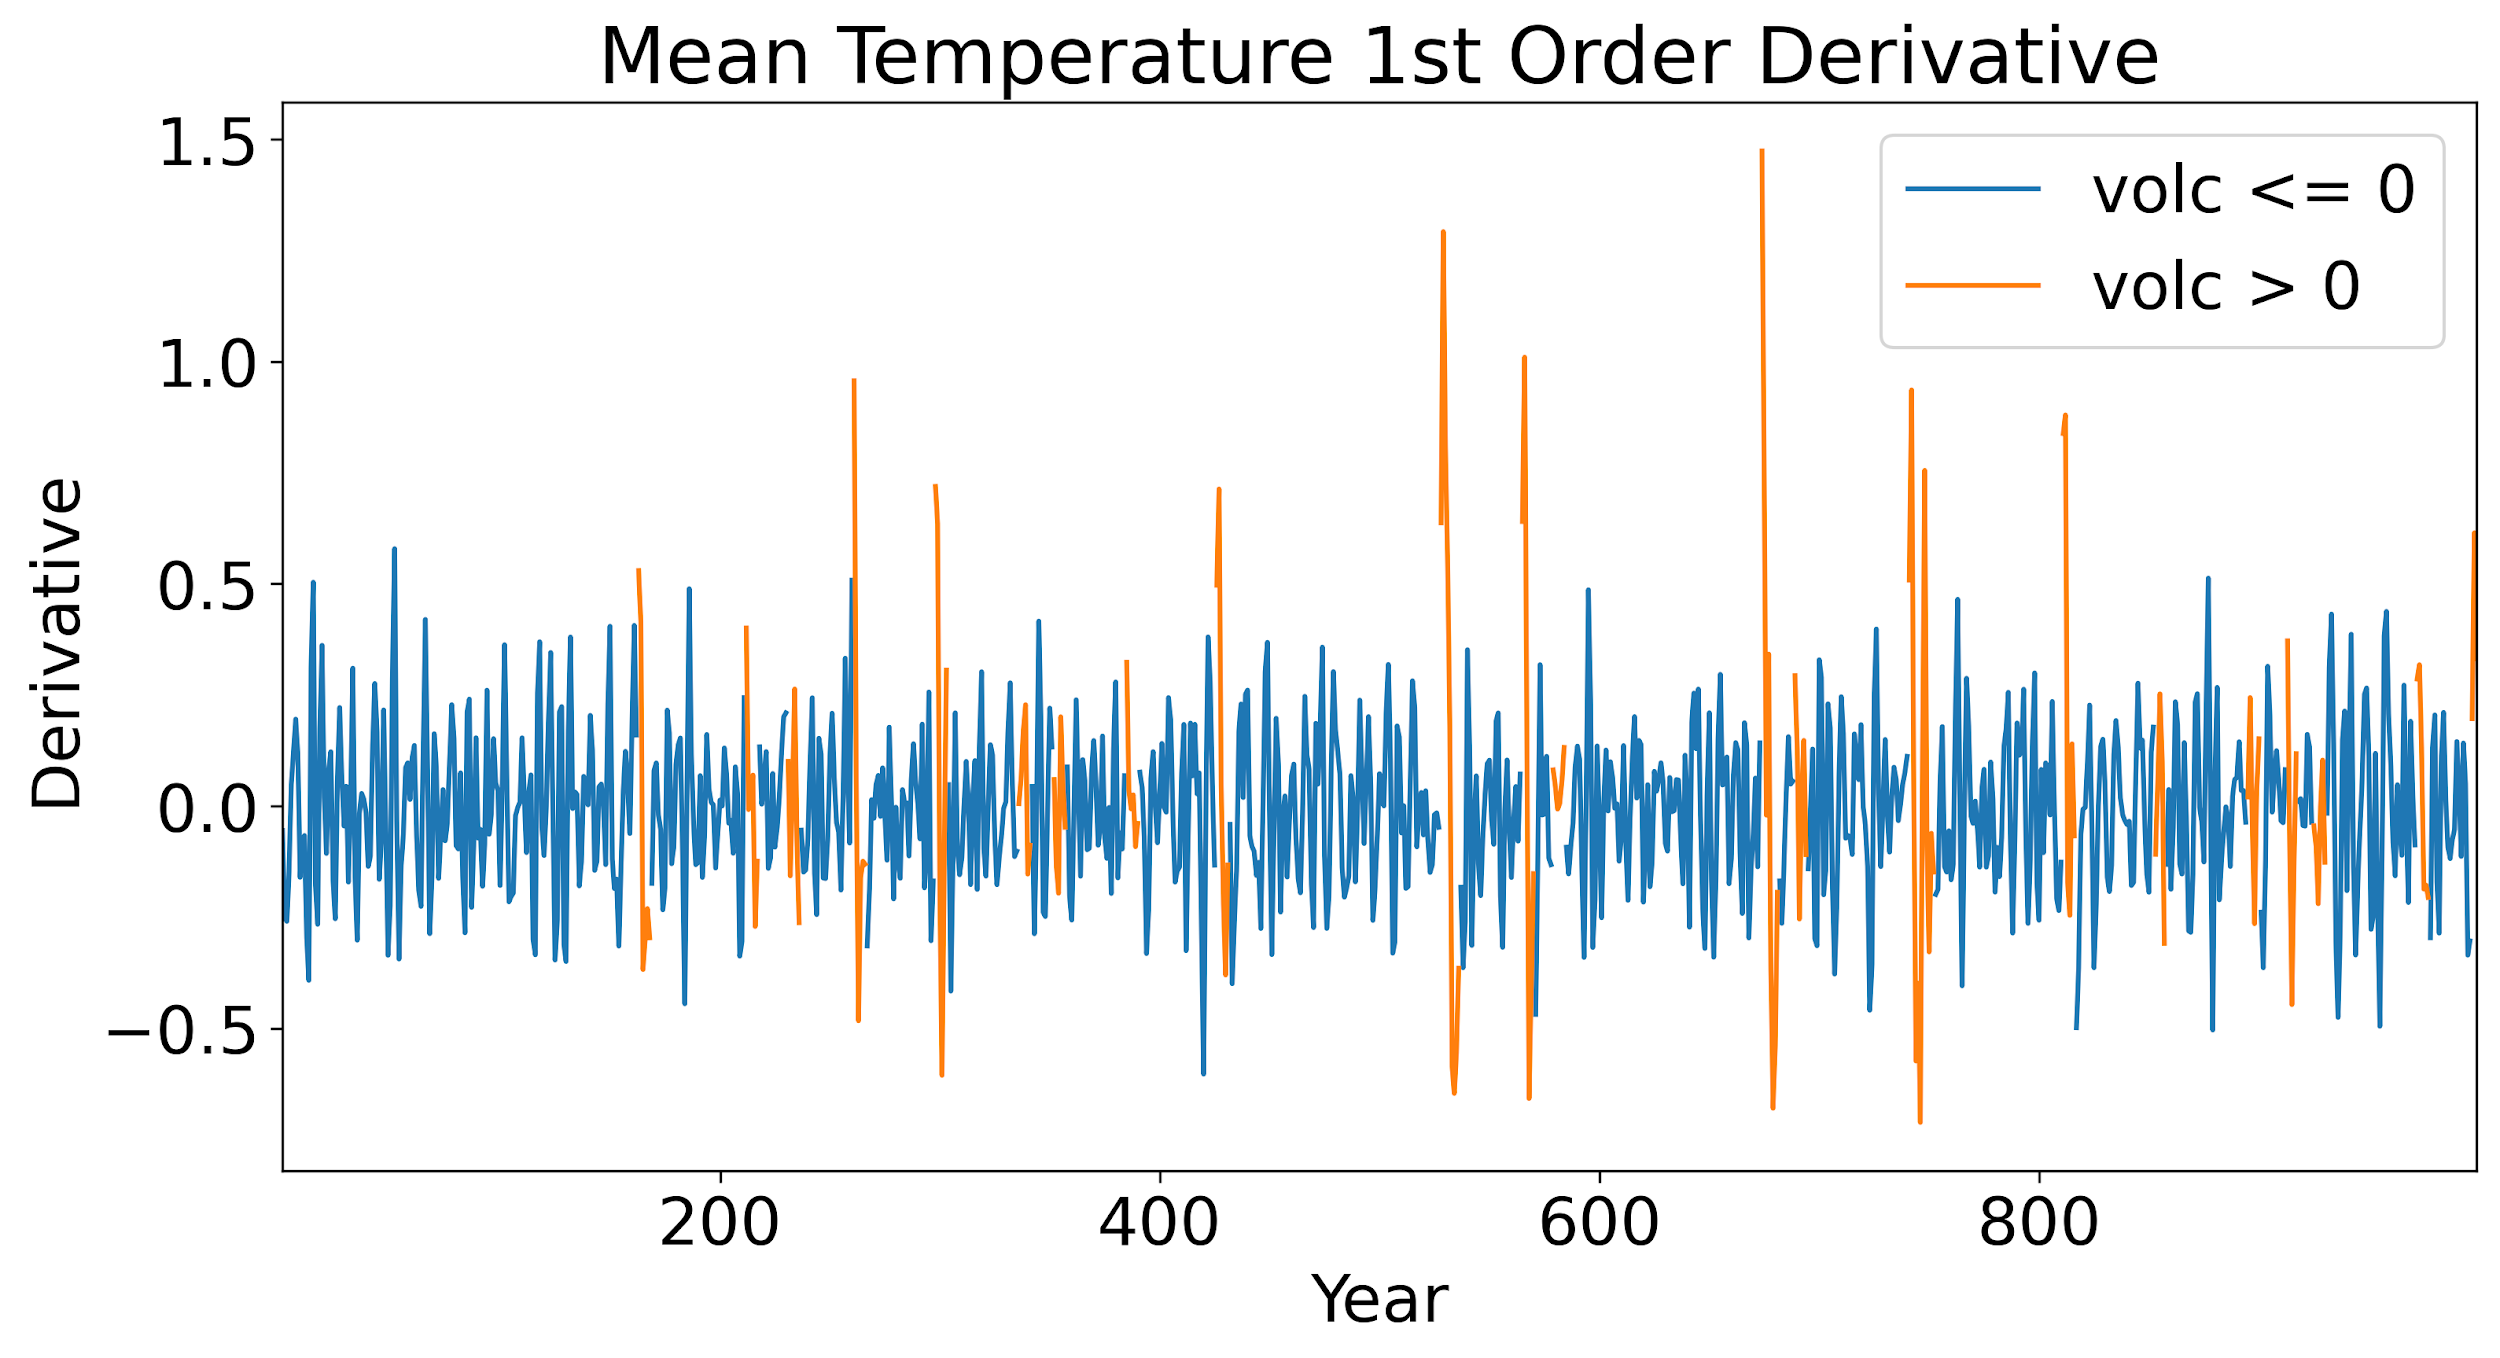 Mean Temperature 1st Order Derivative
1.5
1.0
0.5
0.0
−0.5
Derivative
volc <= 0
volc > 0
200 400 600 800
Year